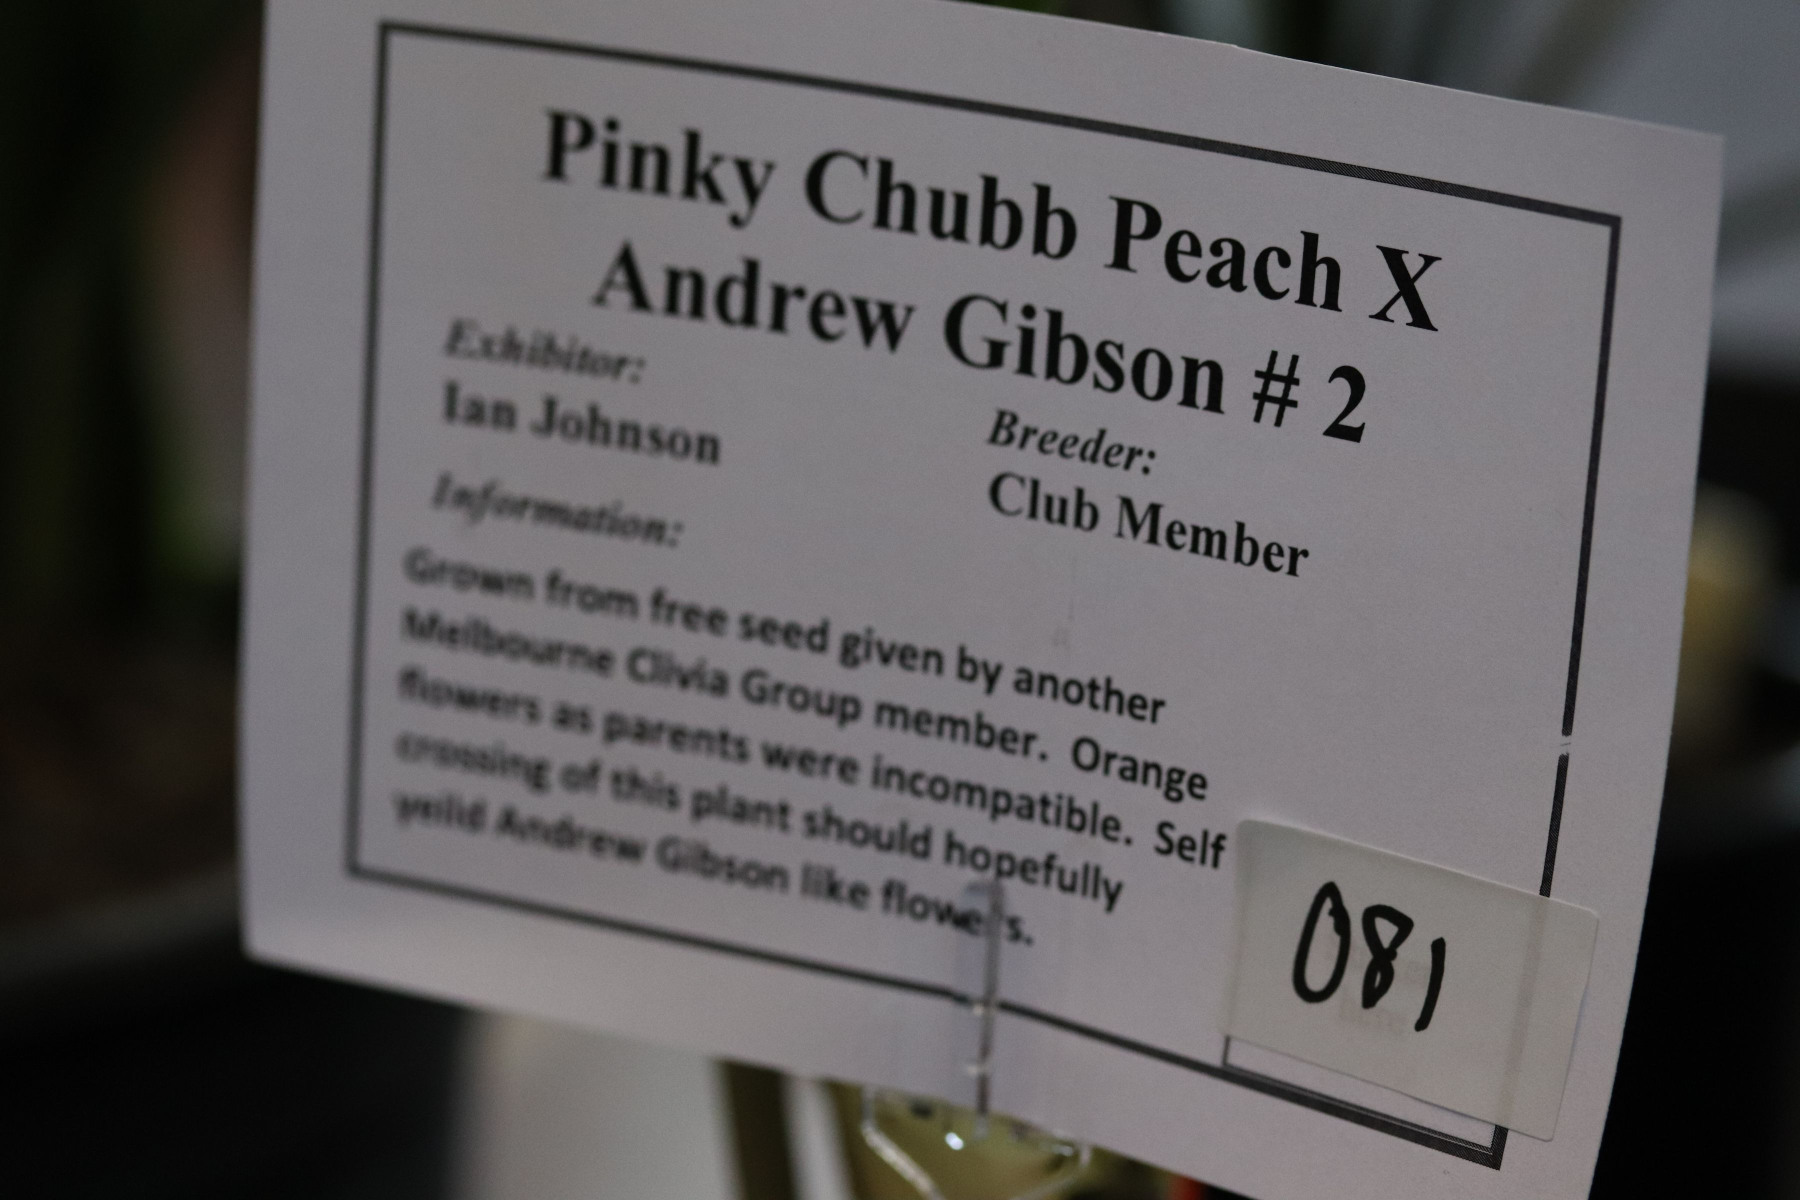 Pinky Chubb Peach X
Andrew Gibson # 2
Exhibitor:
Ian Johnson
Breeder:
Club Member
Information:
Grown from free seed given by another
Melbourne Clivia Group member.  Orange
flowers as parents were incompatible.  Self
crossing of this plant should hopefully
yeild Andrew Gibson like flowers.
081